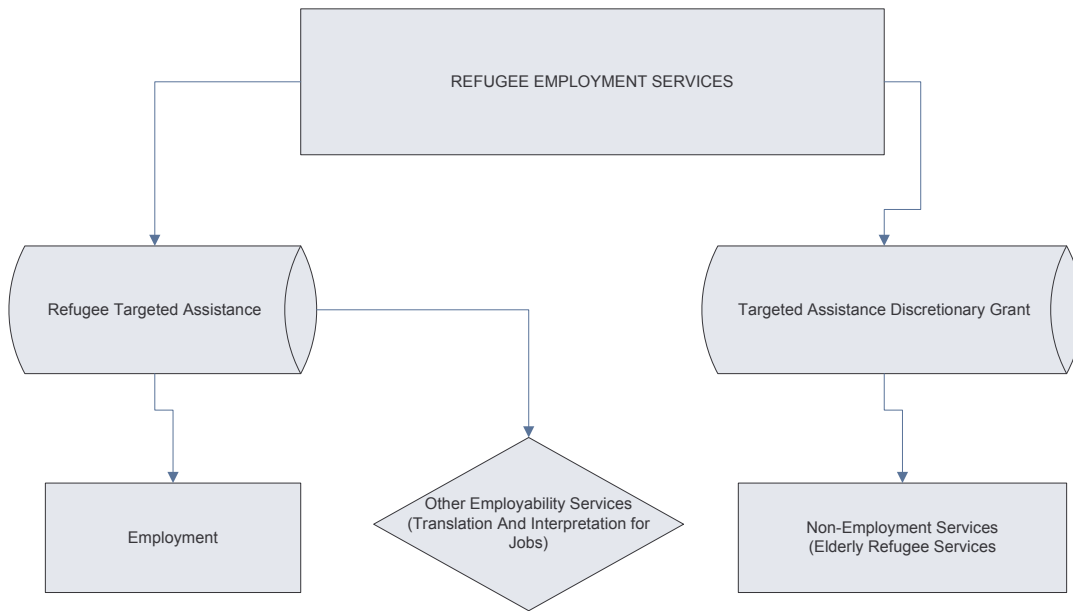 REFUGEE EMPLOYMENT SERVICES
Refugee Targeted Assistance
Targeted Assistance Discretionary Grant
Employment
Other Employability Services
(Translation And Interpretation for
Jobs)
Non-Employment Services
(Elderly Refugee Services